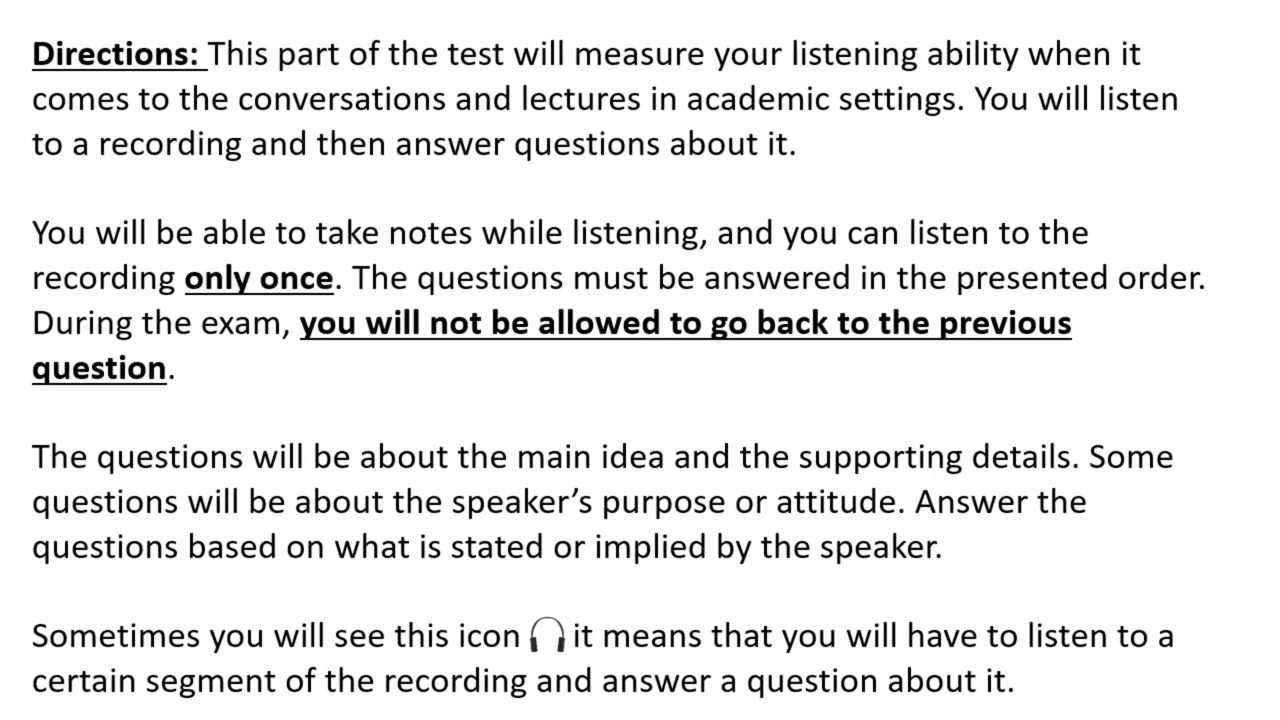 Directions: This part of the test will measure your listening ability when it
comes to the conversations and lectures in academic settings. You will listen
to a recording and then answer questions about it.
You will be able to take notes while listening, and you can listen to the
recording only once. The questions must be answered in the presented order.
During the exam, you will not be allowed to go back to the previous
question.
The questions will be about the main idea and the supporting details. Some
questions will be about the speaker’s purpose or attitude. Answer the
questions based on what is stated or implied by the speaker.
Sometimes you will see this icon it means that you will have to listen to a
certain segment of the recording and answer a question about it.